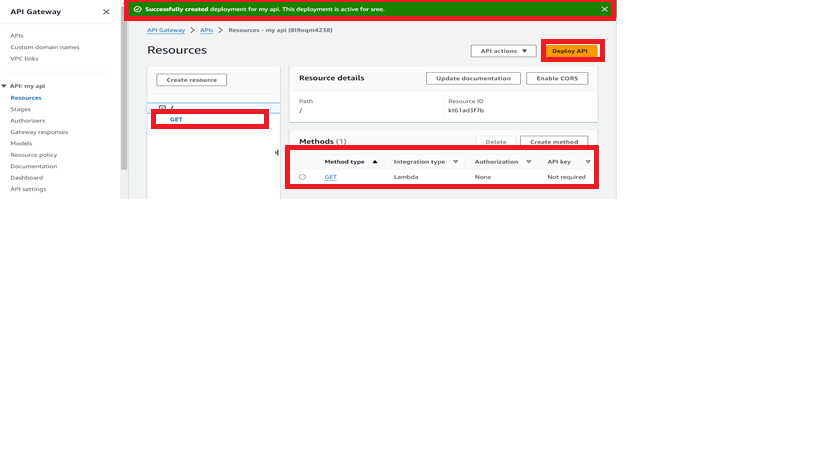 API Gateway
APIs
Custom domain names
VPC links
API: my api
Resources
Stages
Authorizers
Gateway responses
Models
Resource policy
Documentation
Dashboard
API settings
Successfully created deployment for my api. This deployment is active for sree.
API Gateway > APIs > Resources - my api (8l9oqm4238)
Resources
API actions
Deploy API
Create resource
/
GET
Resource details
Update documentation
Enable CORS
Path
/
Resource ID
kt61ad3f7b
Methods (1)
Delete
Create method
Method type Integration type Authorization API key
GET Lambda None Not required